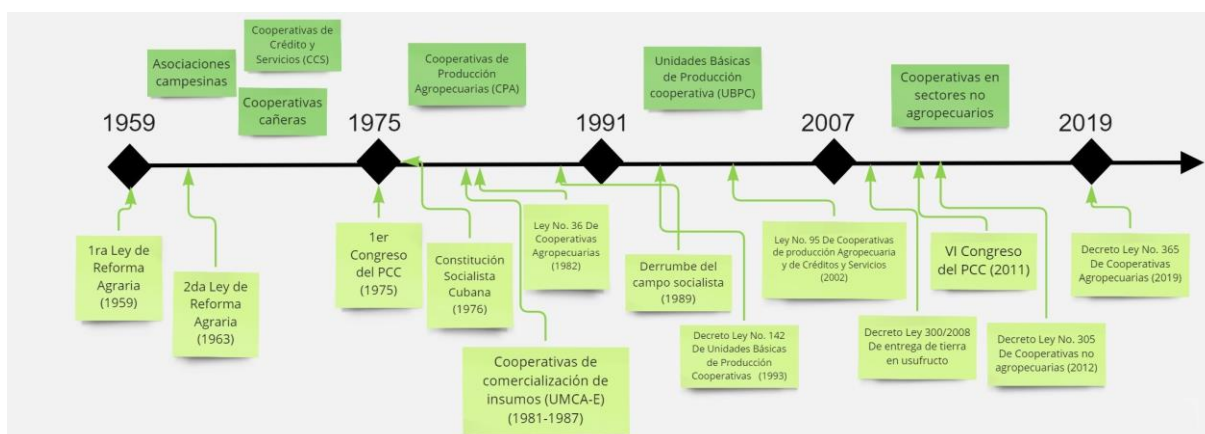 Asociaciones
campesinas
Cooperativas de
Crédito y
Servicios (CCS)
Cooperativas
cañeras
Cooperativas de
Producción
Agropecuarias (CPA)
Unidades Básicas
de Producción
cooperativa (UBPC)
Cooperativas en
sectores no
agropecuarios
1959
1975
1991
2007
2019
1ra Ley de
Reforma
Agraria
(1959)
2da Ley de
Reforma
Agraria
(1963)
1er
Congreso
del PCC
(1975)
Constitución
Socialista
Cubana
(1976)
Cooperativas de
comercialización de
insumos (UMCA-E)
(1981-1987)
Ley No. 36 De
Cooperativas
Agropecuarias
(1982)
Derrumbe del
campo socialista
(1989)
Decreto Ley No. 142
De Unidades Básicas
de Producción
Cooperativas (1993)
Ley No. 95 De Cooperativas
de producción Agropecuaria
y de Créditos y Servicios
(2002)
Decreto Ley 300/2008
De entrega de tierra
en usufructo
VI Congreso
del PCC (2011)
Decreto Ley No. 305
De Cooperativas no
agropecuarias (2012)
Decreto Ley No. 365
De Cooperativas
Agropecuarias (2019)